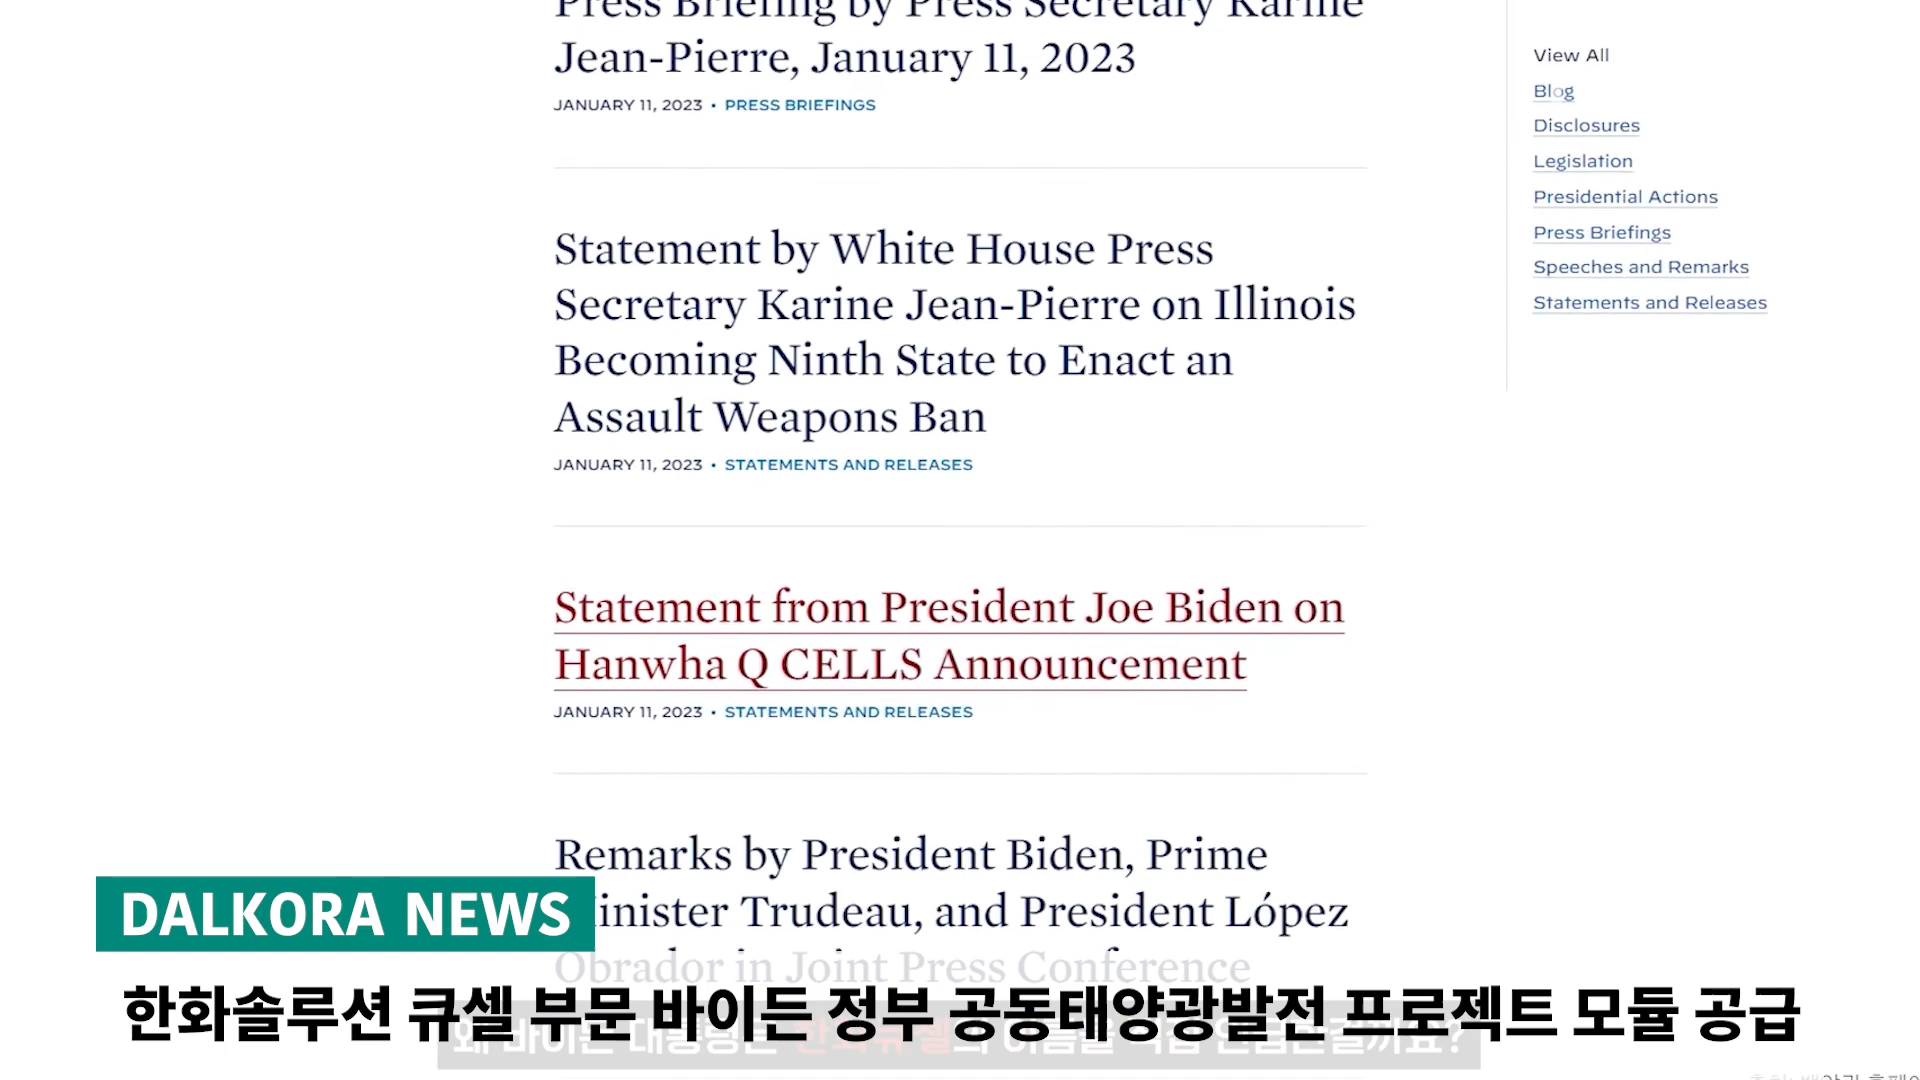 Press Briefing by Press Secretary Karine
Jean-Pierre, January 11, 2023
JANUARY 11, 2023 • PRESS BRIEFINGS
Statement by White House Press
Secretary Karine Jean-Pierre on Illinois
Becoming Ninth State to Enact an
Assault Weapons Ban
JANUARY 11, 2023 • STATEMENTS AND RELEASES
Statement from President Joe Biden on
Hanwha Q CELLS Announcement
JANUARY 11, 2023 • STATEMENTS AND RELEASES
Remarks by President Biden, Prime
inister Trudeau, and President López
Obrador in Joint Press Conference
View All
Blog
Disclosures
Legislation
Presidential Actions
Press Briefings
Speeches and Remarks
Statements and Releases
DALKORA NEWS
한화솔루션 큐셀 부문 바이든 정부 공동태양광발전 프로젝트 모듈 공급